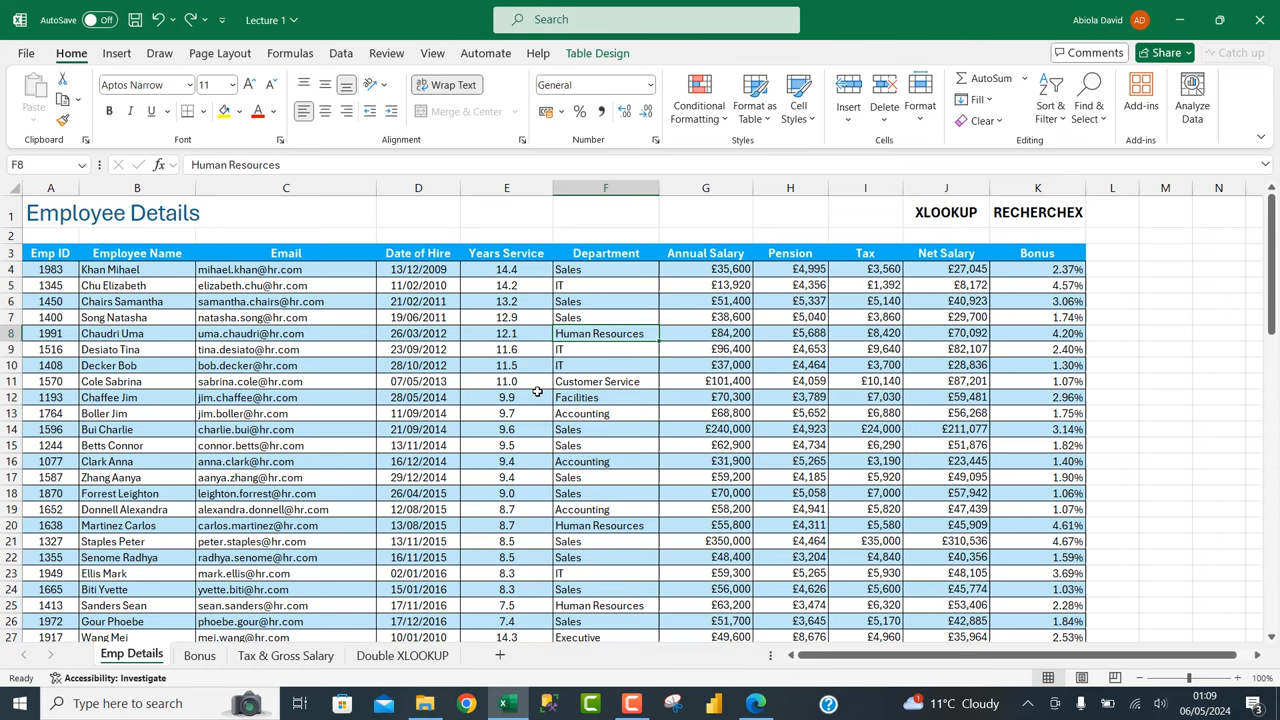 AutoSave Off Lecture 1 Search Abiola David AD
File Home Insert Draw Page Layout Formulas Data Review View Automate Help Table Design Comments Share Catch up
Paste Aptos Narrow 11 A A Wrap Text General Conditional Formatting Format as Table Cell Styles Insert Delete Format AutoSum Fill Clear Sort & Filter Find & Select Add-ins Analyze Data
B I U A Merge & Center % 9
Clipboard Font Alignment Number Styles Cells Editing Add-ins
F8 fx Human Resources
A B C D E F G H I J K L M N
1 Employee Details XLOOKUP RECHERCHEX
2
3 Emp ID Employee Name Email Date of Hire Years Service Department Annual Salary Pension Tax Net Salary Bonus
4 1983 Khan Mihael mihael.khan@hr.com 13/12/2009 14.4 Sales £35,600 £4,995 £3,560 £27,045 2.37%
5 1345 Chu Elizabeth elizabeth.chu@hr.com 11/02/2010 14.2 IT £13,920 £4,356 £1,392 £8,172 4.57%
6 1450 Chairs Samantha samantha.chairs@hr.com 21/02/2011 13.2 Sales £51,400 £5,337 £5,140 £40,923 3.06%
7 1400 Song Natasha natasha.song@hr.com 19/06/2011 12.9 Sales £38,600 £5,040 £3,860 £29,700 1.74%
8 1991 Chaudri Uma uma.chaudri@hr.com 26/03/2012 12.1 Human Resources £84,200 £5,688 £8,420 £70,092 4.20%
9 1516 Desiato Tina tina.desiato@hr.com 23/09/2012 11.6 IT £96,400 £4,653 £9,640 £82,107 2.40%
10 1408 Decker Bob bob.decker@hr.com 28/10/2012 11.5 IT £37,000 £4,464 £3,700 £28,836 1.30%
11 1570 Cole Sabrina sabrina.cole@hr.com 07/05/2013 11.0 Customer Service £101,400 £4,059 £10,140 £87,201 1.07%
12 1193 Chaffee Jim jim.chaffee@hr.com 28/05/2014 9.9 Facilities £70,300 £3,789 £7,030 £59,481 2.96%
13 1764 Boller Jim jim.boller@hr.com 11/09/2014 9.7 Accounting £68,800 £5,652 £6,880 £56,268 1.75%
14 1596 Bui Charlie charlie.bui@hr.com 21/09/2014 9.6 Sales £240,000 £4,923 £24,000 £211,077 3.14%
15 1244 Betts Connor connor.betts@hr.com 13/11/2014 9.5 Sales £62,900 £4,734 £6,290 £51,876 1.82%
16 1077 Clark Anna anna.clark@hr.com 16/12/2014 9.4 Accounting £31,900 £5,265 £3,190 £23,445 1.40%
17 1587 Zhang Aanya aanya.zhang@hr.com 29/12/2014 9.4 Sales £59,200 £4,185 £5,920 £49,095 1.90%
18 1870 Forrest Leighton leighton.forrest@hr.com 26/04/2015 9.0 Sales £70,000 £5,058 £7,000 £57,942 1.06%
19 1652 Donnell Alexandra alexandra.donnell@hr.com 12/08/2015 8.7 Accounting £58,200 £4,941 £5,820 £47,439 1.07%
20 1638 Martinez Carlos carlos.martinez@hr.com 13/08/2015 8.7 Human Resources £55,800 £4,311 £5,580 £45,909 4.61%
21 1327 Staples Peter peter.staples@hr.com 13/11/2015 8.5 Sales £350,000 £4,464 £35,000 £310,536 4.67%
22 1355 Senome Radhya radhya.senome@hr.com 16/11/2015 8.5 Sales £48,400 £3,204 £4,840 £40,356 1.59%
23 1949 Ellis Mark mark.ellis@hr.com 02/01/2016 8.3 IT £59,300 £5,265 £5,930 £48,105 3.69%
24 1665 Biti Yvette yvette.biti@hr.com 15/01/2016 8.3 Sales £56,000 £4,626 £5,600 £45,774 1.03%
25 1413 Sanders Sean sean.sanders@hr.com 17/11/2016 7.5 Human Resources £63,200 £3,474 £6,320 £53,406 2.28%
26 1972 Gour Phoebe phoebe.gour@hr.com 17/12/2016 7.4 Sales £51,700 £3,645 £5,170 £42,885 1.84%
27 1917 Wang Mei mei.wang@hr.com 10/01/2010 14.3 Executive £49,600 £8,676 £4,960 £35,964 2.53%
Emp Details Bonus Tax & Gross Salary Double XLOOKUP
Ready Accessibility: Investigate 100%
Type here to search 11°C Cloudy 01:09 06/05/2024 3